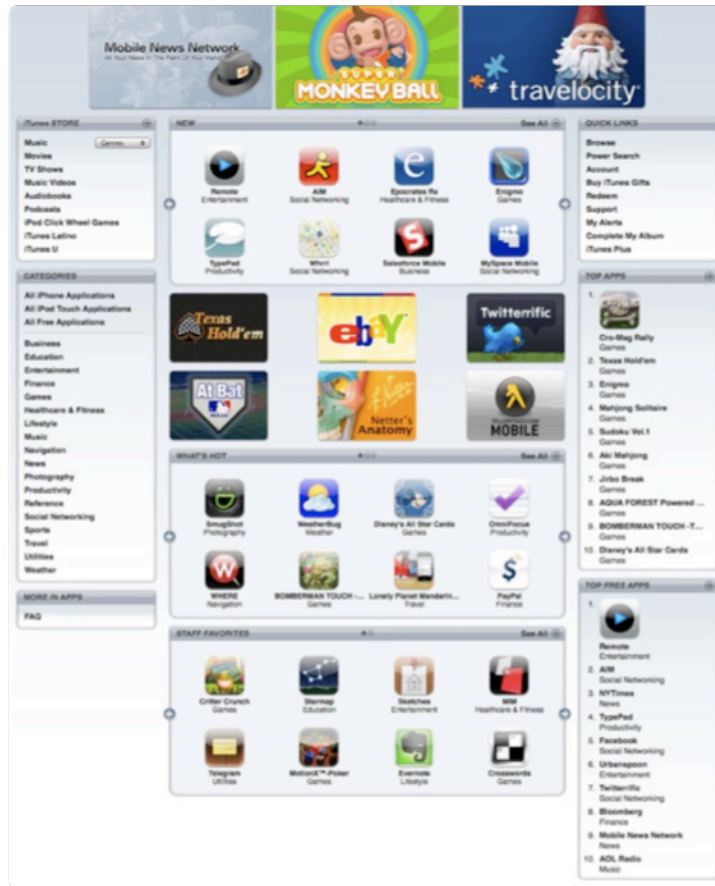 Mobile News Network
All Your News In The Palm Of Your Hand
SUPER
MONKEY BALL
travelocity
iTunes STORE
Music
Genres
Movies
TV Shows
Music Videos
Audiobooks
Podcasts
iPod Click Wheel Games
iTunes Latino
iTunes U
CATEGORIES
All iPhone Applications
All iPod Touch Applications
All Free Applications
Business
Education
Entertainment
Finance
Games
Healthcare & Fitness
Lifestyle
Music
Navigation
News
Photography
Productivity
Reference
Social Networking
Sports
Travel
Utilities
Weather
MORE IN APPS
FAQ
NEW
See All
Remote
Entertainment
AIM
Social Networking
Epocrates Rx
Healthcare & Fitness
Enigmo
Games
TypePad
Productivity
Whrrl
Social Networking
Salesforce Mobile
Business
MySpace Mobile
Social Networking
Texas
Hold'em
ebaY
Twitterrific
At Bat
Netter's
Anatomy
MOBILE
WHAT'S HOT
See All
SmugShot
Photography
WeatherBug
Weather
Disney's All Star Cards
Games
OmniFocus
Productivity
WHERE
Navigation
BOMBERMAN TOUCH -...
Games
Lonely Planet Mandarin...
Travel
PayPal
Finance
STAFF FAVORITES
See All
Critter Crunch
Games
Starmap
Education
Sketches
Entertainment
MIM
Healthcare & Fitness
Telegram
Utilities
MotionX™-Poker
Games
Evernote
Lifestyle
Crosswords
Games
QUICK LINKS
Browse
Power Search
Account
Buy iTunes Gifts
Redeem
Support
My Alerts
Complete My Album
iTunes Plus
TOP APPS
1.
Cro-Mag Rally
Games
2. Texas Hold'em
Games
3. Enigmo
Games
4. Mahjong Solitaire
Games
5. Sudoku Vol.1
Games
6. Aki Mahjong
Games
7. Jirbo Break
Games
8. AQUA FOREST Powered ...
Games
9. BOMBERMAN TOUCH -T...
Games
10. Disney's All Star Cards
Games
TOP FREE APPS
1.
Remote
Entertainment
2. AIM
Social Networking
3. NYTimes
News
4. TypePad
Productivity
5. Facebook
Social Networking
6. Urbanspoon
Entertainment
7. Twitterrific
Social Networking
8. Bloomberg
Finance
9. Mobile News Network
News
10. AOL Radio
Music